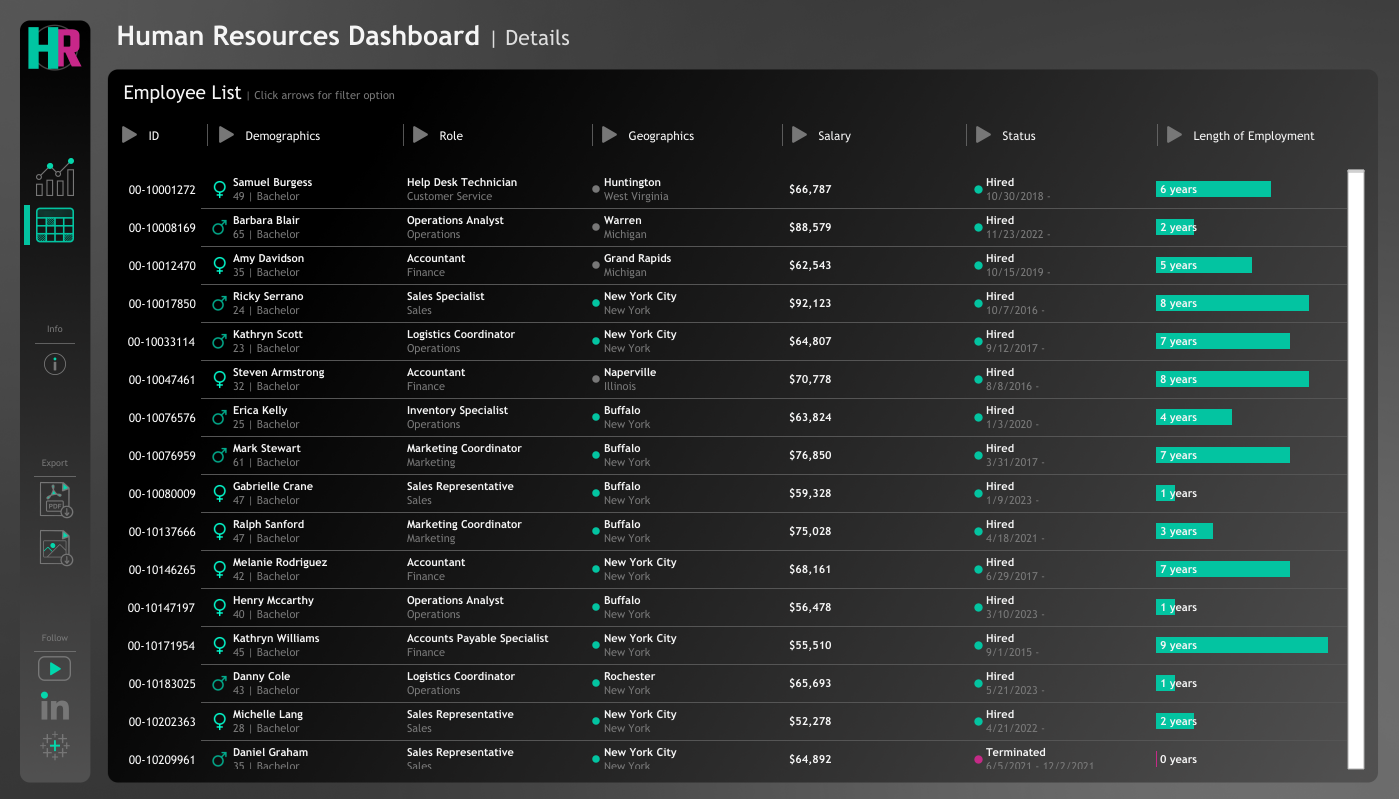 HR
Human Resources Dashboard | Details
Employee List | Click arrows for filter option
ID Demographics Role Geographics Salary Status Length of Employment
Samuel Burgess Help Desk Technician Huntington Hired
00-10001272 $66,787 6 years
49 | Bachelor Customer Service West Virginia 10/30/2018 -
Barbara Blair Operations Analyst Warren Hired
00-10008169 $88,579 2 years
65 | Bachelor Operations Michigan 11/23/2022 -
Amy Davidson Accountant Grand Rapids Hired
00-10012470 $62,543 5 years
35 | Bachelor Finance Michigan 10/15/2019 -
Ricky Serrano Sales Specialist New York City Hired
00-10017850 $92,123 8 years
24 | Bachelor Sales New York 10/7/2016 -
Info
Kathryn Scott Logistics Coordinator New York City Hired
00-10033114 $64,807 7 years
23 | Bachelor Operations New York 9/12/2017 -
Steven Armstrong Accountant Naperville Hired
00-10047461 $70,778 8 years
32 | Bachelor Finance Illinois 8/8/2016 -
Erica Kelly Inventory Specialist Buffalo Hired
00-10076576 $63,824 4 years
25 | Bachelor Operations New York 1/3/2020 -
Mark Stewart Marketing Coordinator Buffalo Hired
00-10076959 $76,850 7 years
61 | Bachelor Marketing New York 3/31/2017 -
Export
Gabrielle Crane Sales Representative Buffalo Hired
00-10080009 $59,328 1 years
47 | Bachelor Sales New York 1/9/2023 -
PDF
Ralph Sanford Marketing Coordinator Buffalo Hired
00-10137666 $75,028 3 years
47 | Bachelor Marketing New York 4/18/2021 -
Melanie Rodriguez Accountant New York City Hired
00-10146265 $68,161 7 years
42 | Bachelor Finance New York 6/29/2017 -
Henry Mccarthy Operations Analyst Buffalo Hired
00-10147197 $56,478 1 years
40 | Bachelor Operations New York 3/10/2023 -
Follow
Kathryn Williams Accounts Payable Specialist New York City Hired
00-10171954 $55,510 9 years
45 | Bachelor Finance New York 9/1/2015 -
Danny Cole Logistics Coordinator Rochester Hired
00-10183025 $65,693 1 years
43 | Bachelor Operations New York 5/21/2023 -
in
Michelle Lang Sales Representative New York City Hired
00-10202363 $52,278 2 years
28 | Bachelor Sales New York 4/21/2022 -
Daniel Graham Sales Representative New York City Terminated
00-10209961 $64,892 0 years
35 | Bachelor Sales New York 6/5/2021 - 12/2/2021